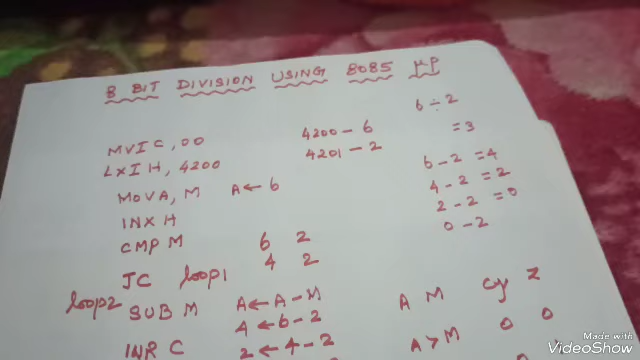 8 BIT DIVISION USING 8085 µP
6 ÷ 2
MVI C, 00 4200 - 6 = 3
LXI H, 4200 4201 - 2
MOV A, M A ← 6 6 - 2 = 4
INX H 4 - 2 = 2
CMP M 6 2 2 - 2 = 0
JC loop1 4 2 0 - 2
loop2 SUB M A ← A - M A M Cy Z
4 ← 6 - 2
INR C 2 ← 4 - 2 A > M 0 0
Made with
VideoShow